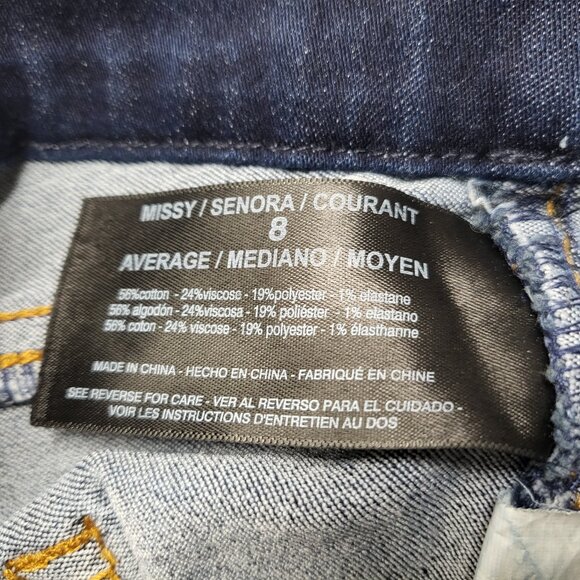 MISSY / SENORA / COURANT
8
AVERAGE / MEDIANO / MOYEN
56%cotton - 24%viscose - 19%polyester - 1% elastane
56% algodón - 24%viscosa - 19% poliéster - 1% elastano
56% coton - 24% viscose - 19% polyester - 1% élasthanne
MADE IN CHINA - HECHO EN CHINA - FABRIQUÉ EN CHINE
SEE REVERSE FOR CARE - VER AL REVERSO PARA EL CUIDADO -
VOIR LES INSTRUCTIONS D'ENTRETIEN AU DOS